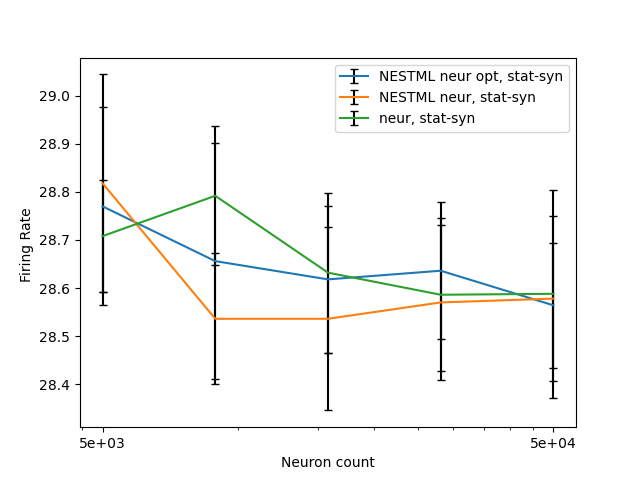 NESTML neur opt, stat-syn
NESTML neur, stat-syn
neur, stat-syn
Firing Rate
29.0
28.9
28.8
28.7
28.6
28.5
28.4
5e+03
5e+04
Neuron count